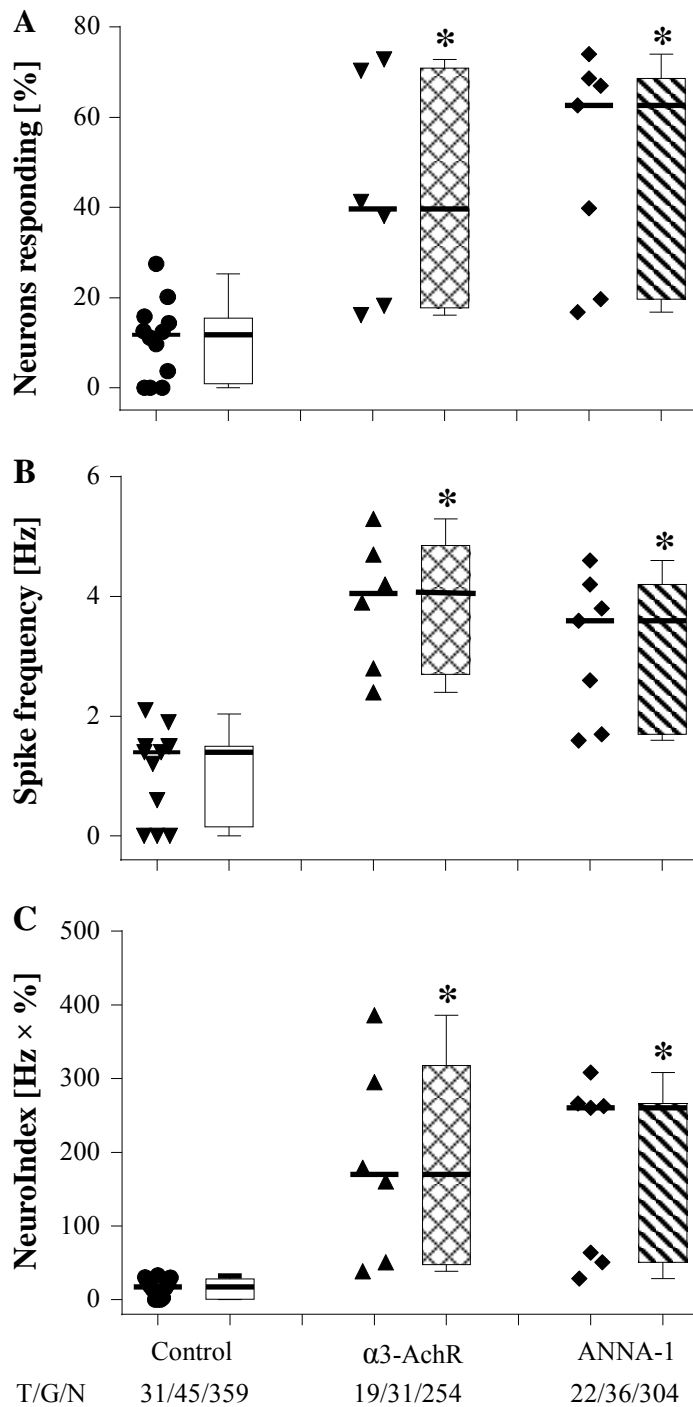 A
Neurons responding [%]
80
60
40
20
0
*
*
B
Spike frequency [Hz]
6
4
2
0
*
*
C
NeuroIndex [Hz × %]
500
400
300
200
100
0
*
*
Control α3-AchR ANNA-1
T/G/N 31/45/359 19/31/254 22/36/304